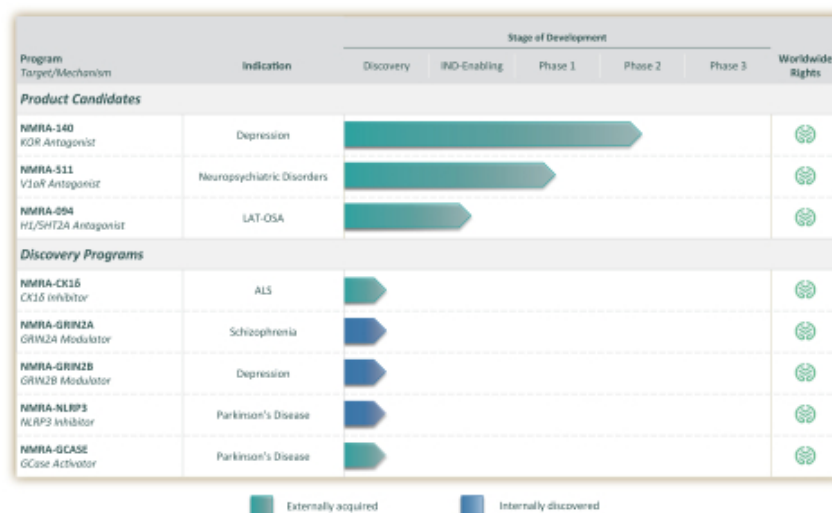 Stage of Development
Program
Target/Mechanism
Indication
Discovery
IND-Enabling
Phase 1
Phase 2
Phase 3
Worldwide
Rights
Product Candidates
NMRA-140
KOR Antagonist
Depression
NMRA-511
V1aR Antagonist
Neuropsychiatric Disorders
NMRA-094
H1/5HT2A Antagonist
LAT-OSA
Discovery Programs
NMRA-CK1δ
CK1δ Inhibitor
ALS
NMRA-GRIN2A
GRIN2A Modulator
Schizophrenia
NMRA-GRIN2B
GRIN2B Modulator
Depression
NMRA-NLRP3
NLRP3 Inhibitor
Parkinson's Disease
NMRA-GCASE
GCase Activator
Parkinson's Disease
Externally acquired
Internally discovered